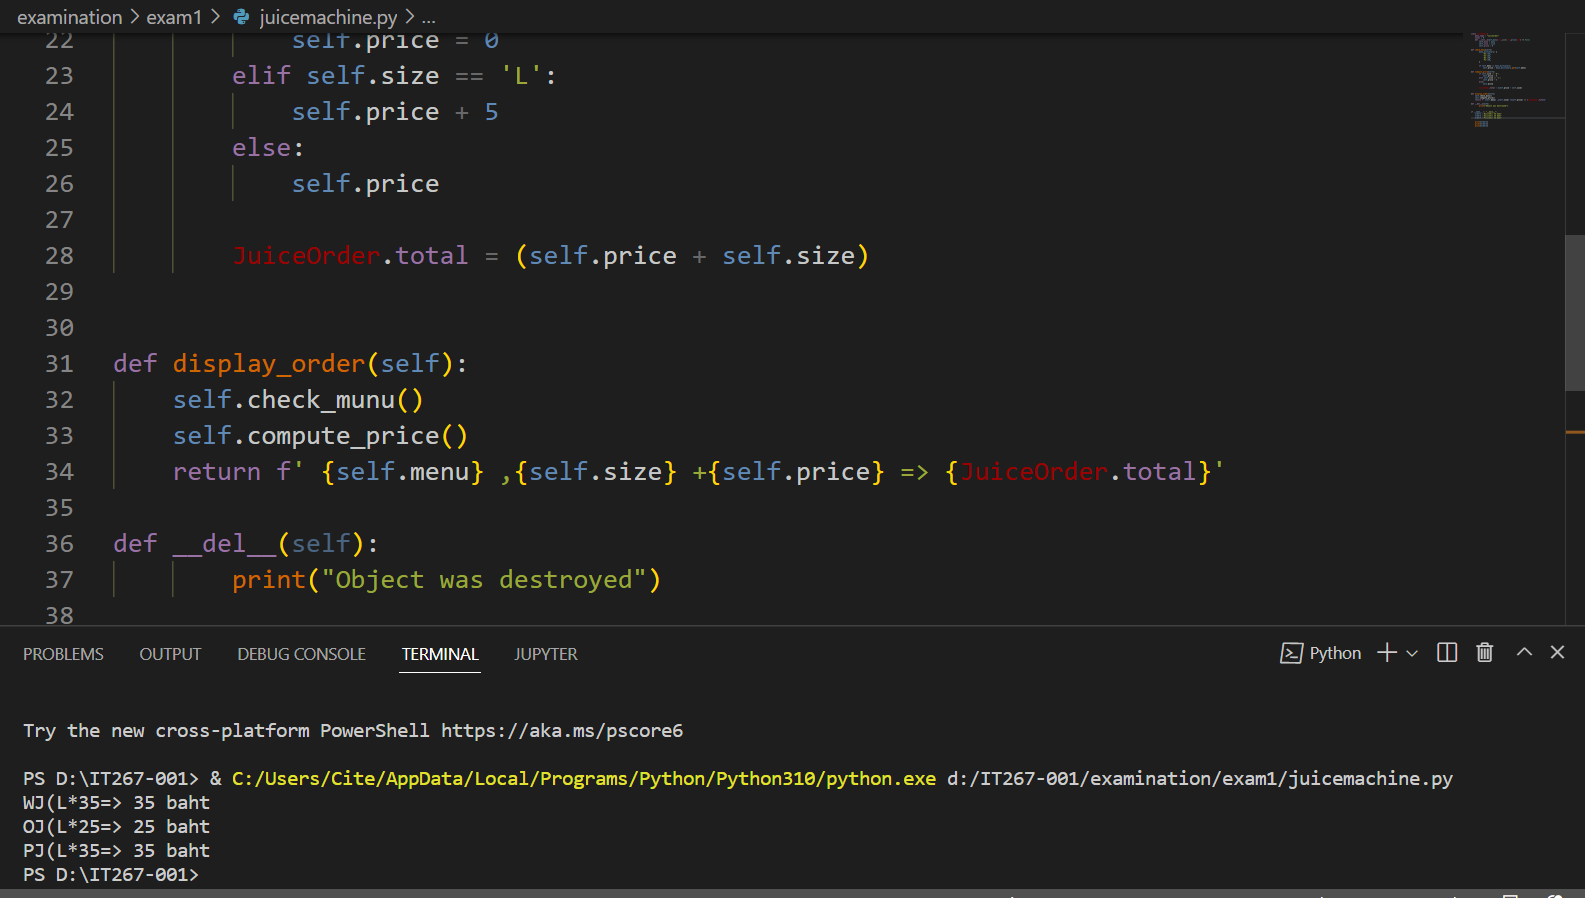 examination > exam1 > juicemachine.py > ...
22 self.price = 0
23 elif self.size == 'L':
24 self.price + 5
25 else:
26 self.price
27
28 JuiceOrder.total = (self.price + self.size)
29
30
31 def display_order(self):
32 self.check_munu()
33 self.compute_price()
34 return f' {self.menu} ,{self.size} +{self.price} => {JuiceOrder.total}'
35
36 def __del__(self):
37 print("Object was destroyed")
38
PROBLEMS OUTPUT DEBUG CONSOLE TERMINAL JUPYTER Python
Try the new cross-platform PowerShell https://aka.ms/pscore6
PS D:\IT267-001> & C:/Users/Cite/AppData/Local/Programs/Python/Python310/python.exe d:/IT267-001/examination/exam1/juicemachine.py
WJ(L*35=> 35 baht
OJ(L*25=> 25 baht
PJ(L*35=> 35 baht
PS D:\IT267-001>